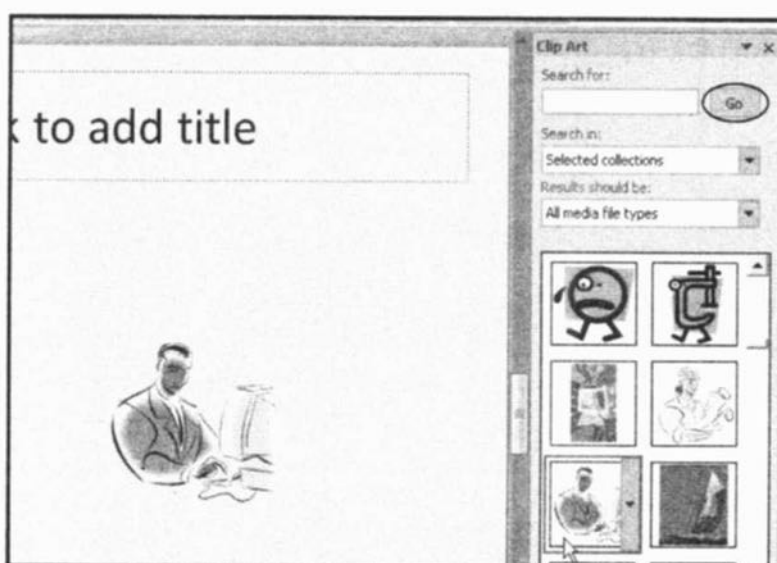 k to add title
Clip Art
Search for:
Go
Search in:
Selected collections
Results should be:
All media file types